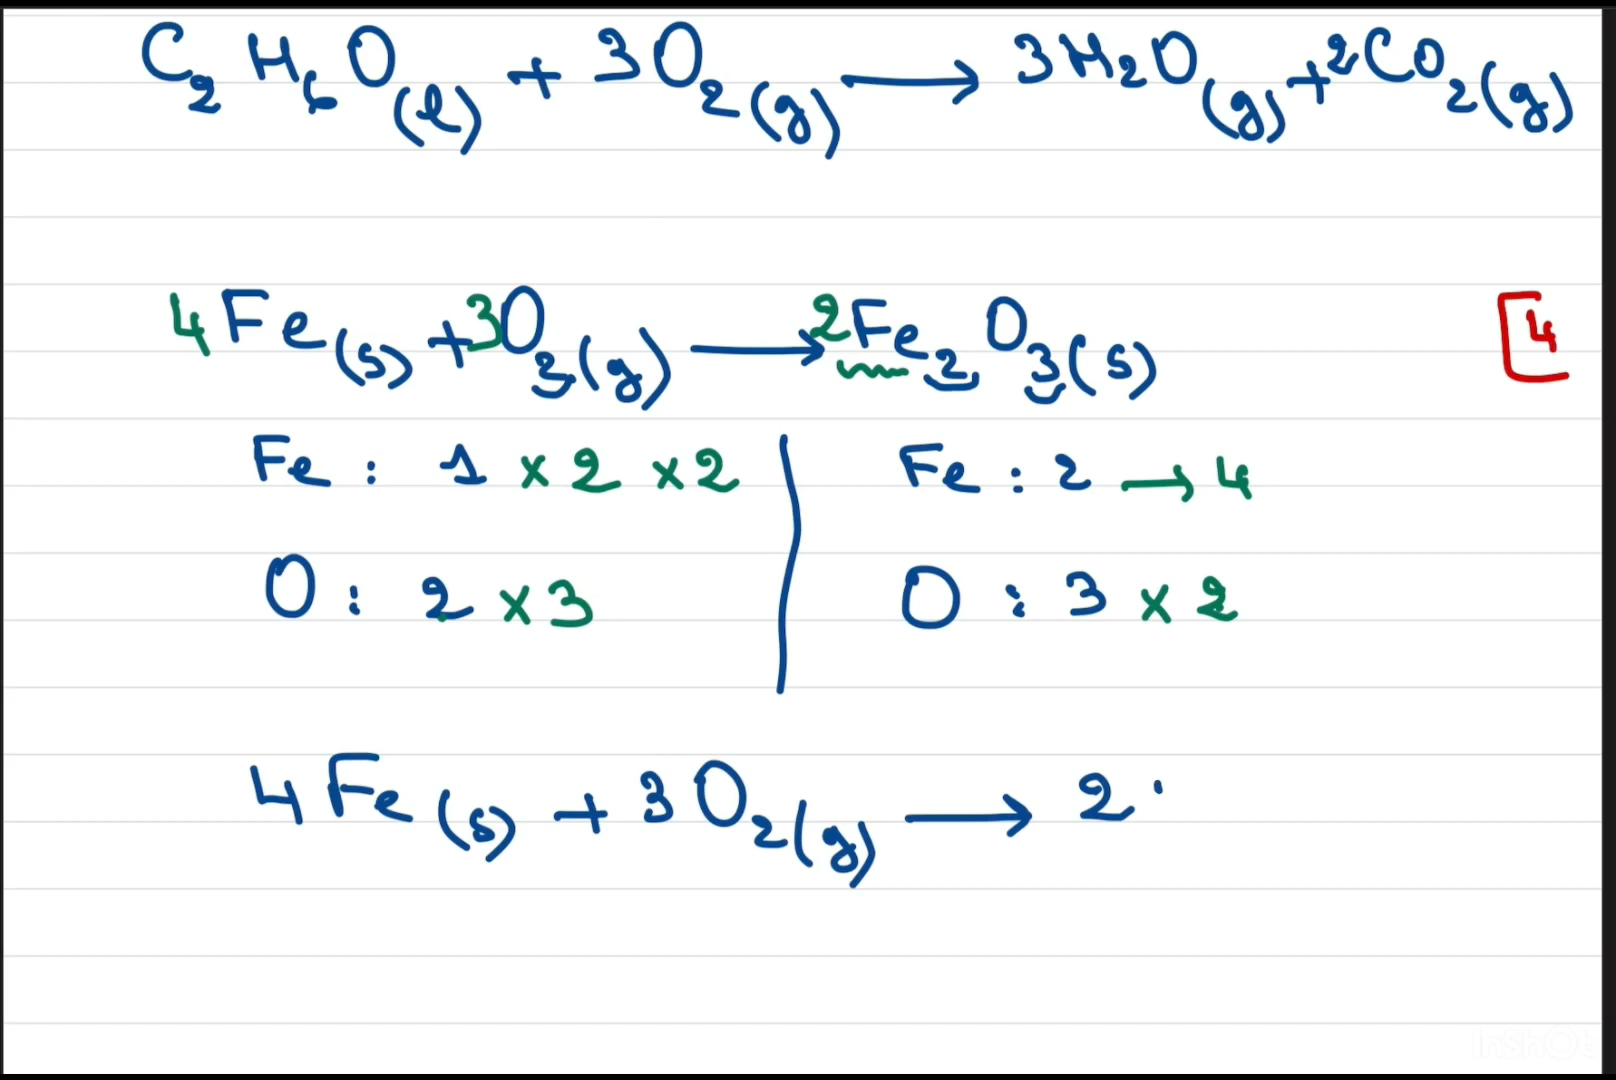 C₂H₆O(l) + 3O₂(g) → 3H₂O(g) + 2CO₂(g)
4Fe(s) + 3O₂(g) → 2Fe₂O₃(s)
[4
Fe : 1 × 2 × 2 | Fe : 2 → 4
O : 2 × 3 | O : 3 × 2
4Fe(s) + 3O₂(g) → 2
InShOt